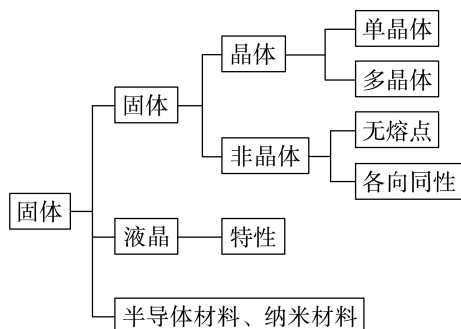 单晶体
晶体
多晶体
固体
无熔点
非晶体
各向同性
固体
液晶
特性
半导体材料、纳米材料